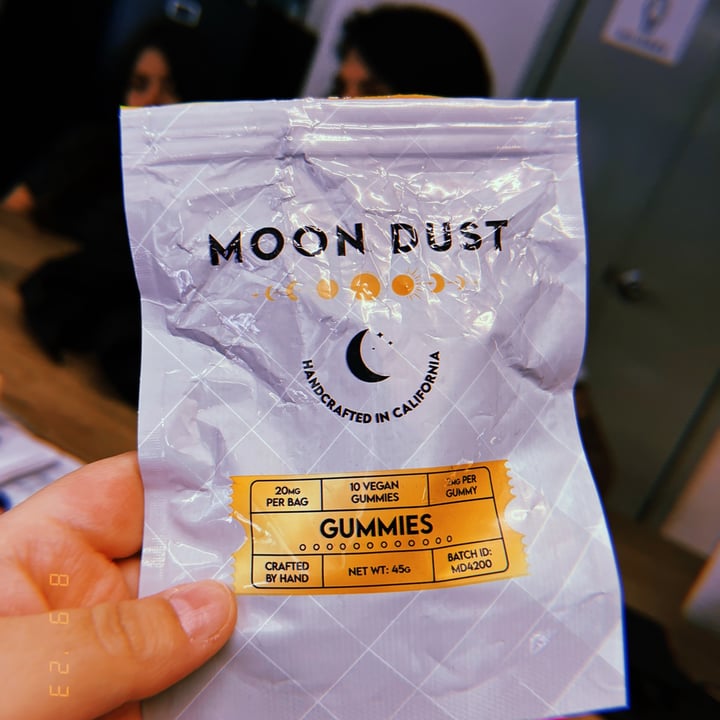 MOON DUST
HANDCRAFTED IN CALIFORNIA
20MG
PER BAG
10 VEGAN
GUMMIES
PER
GUMMY
GUMMIES
CRAFTED
BY HAND
NET WT: 45G
BATCH ID:
MD4200
8 9 '23